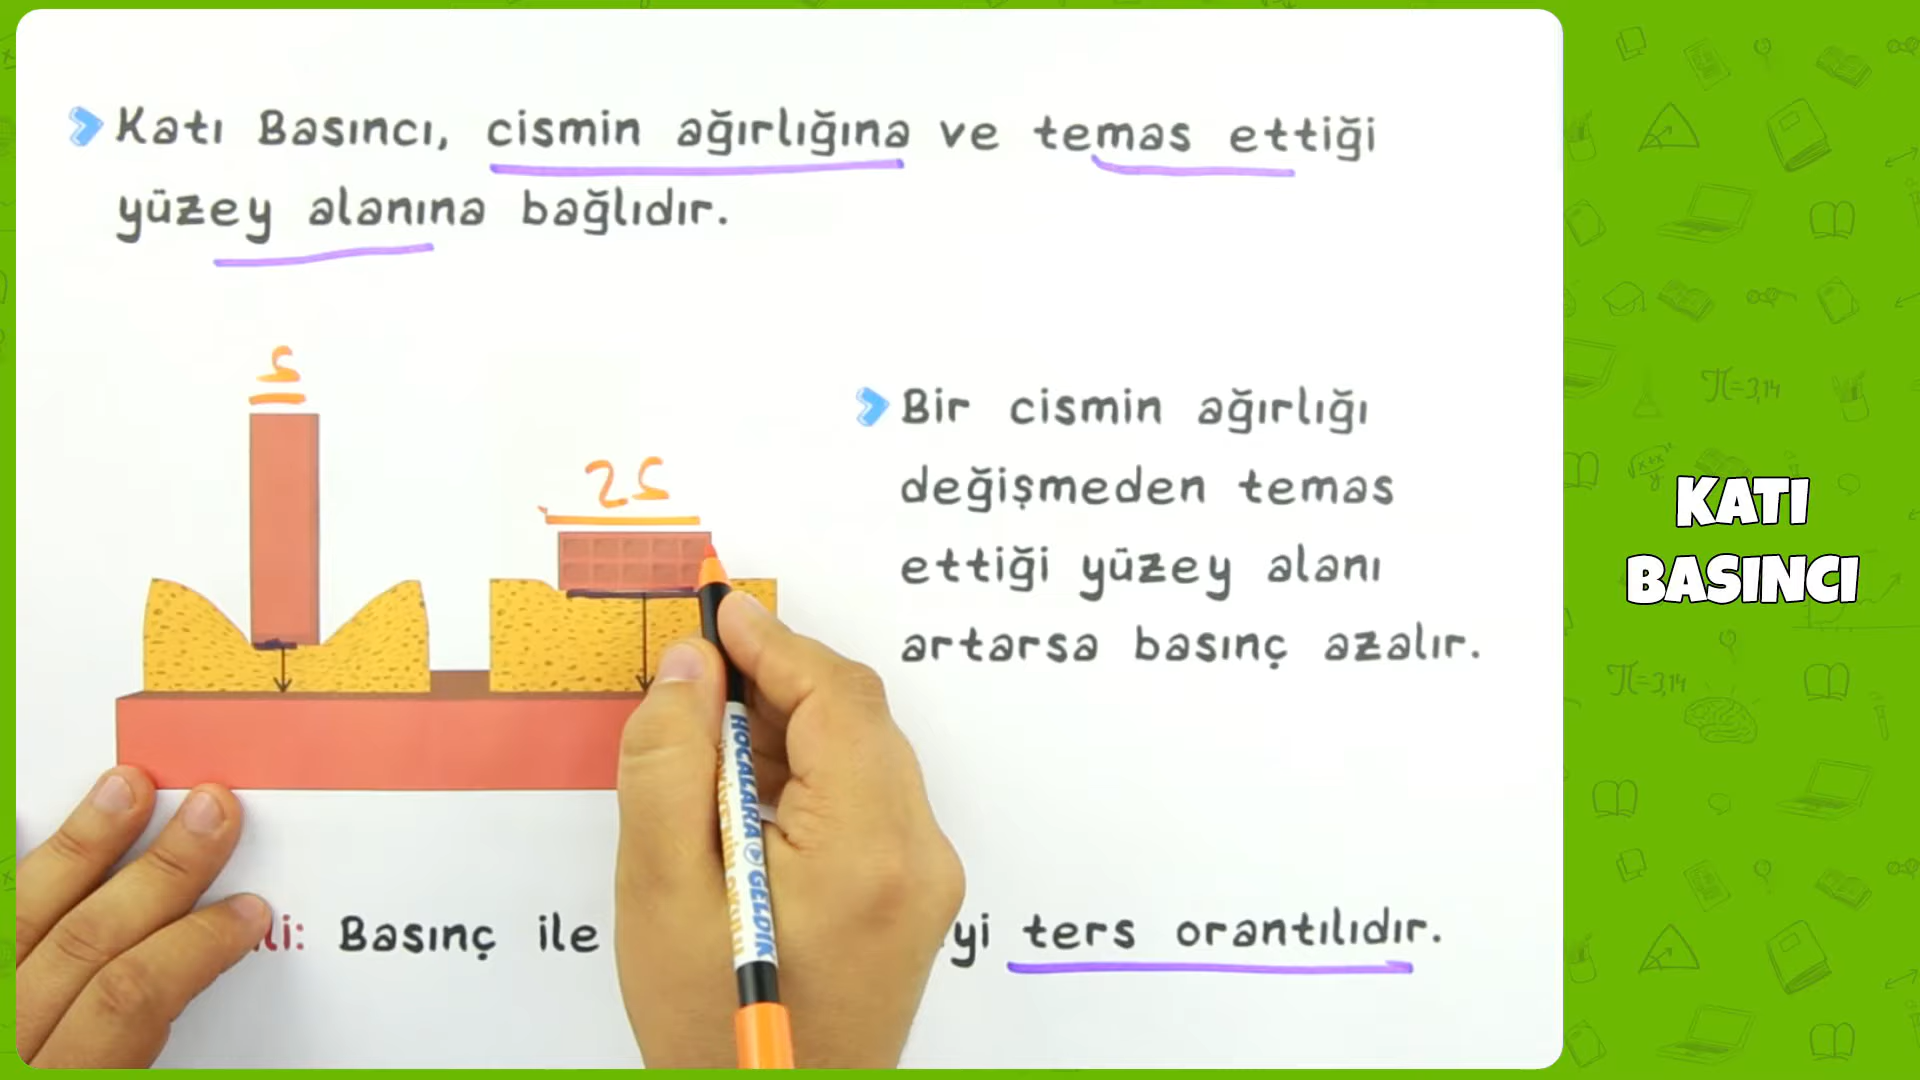 Katı Basıncı, cismin ağırlığına ve temas ettiği
yüzey alanına bağlıdır.
S
2S
Bir cismin ağırlığı
değişmeden temas
ettiği yüzey alanı
artarsa basınç azalır.
Basınç ile
ters orantılıdır.
HOCALARA GELDİK
KATI
BASINCI
π=3,14
π=3,14